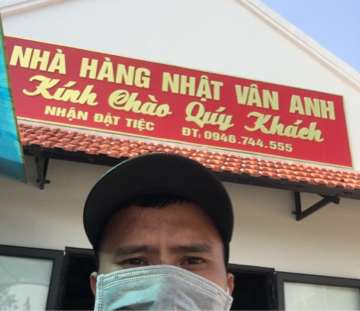 NHÀ HÀNG NHẬT VÂN ANH
Kính Chào Quý Khách
NHẬN ĐẶT TIỆC ĐT: 0946.744.555